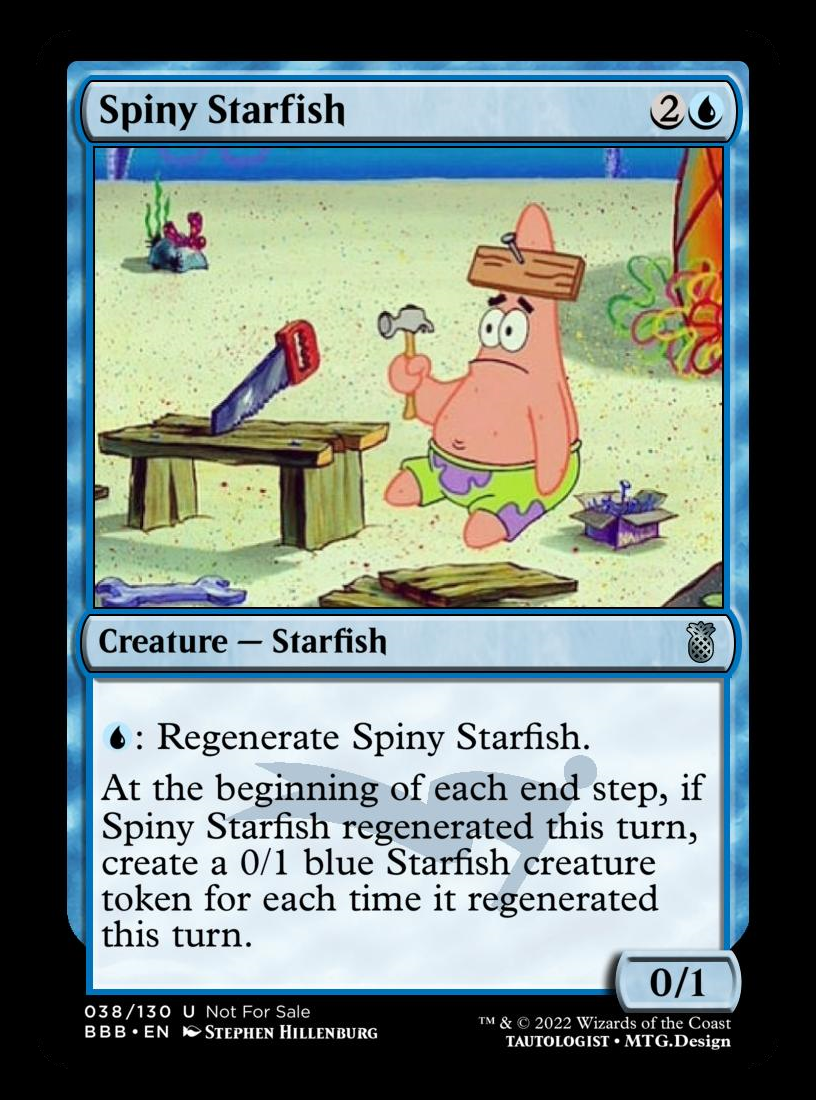 Spiny Starfish 2
Creature — Starfish
: Regenerate Spiny Starfish.
At the beginning of each end step, if
Spiny Starfish regenerated this turn,
create a 0/1 blue Starfish creature
token for each time it regenerated
this turn.
0/1
038/130 U Not For Sale
BBB • EN STEPHEN HILLENBURG
™ & © 2022 Wizards of the Coast
TAUTOLOGIST • MTG.Design